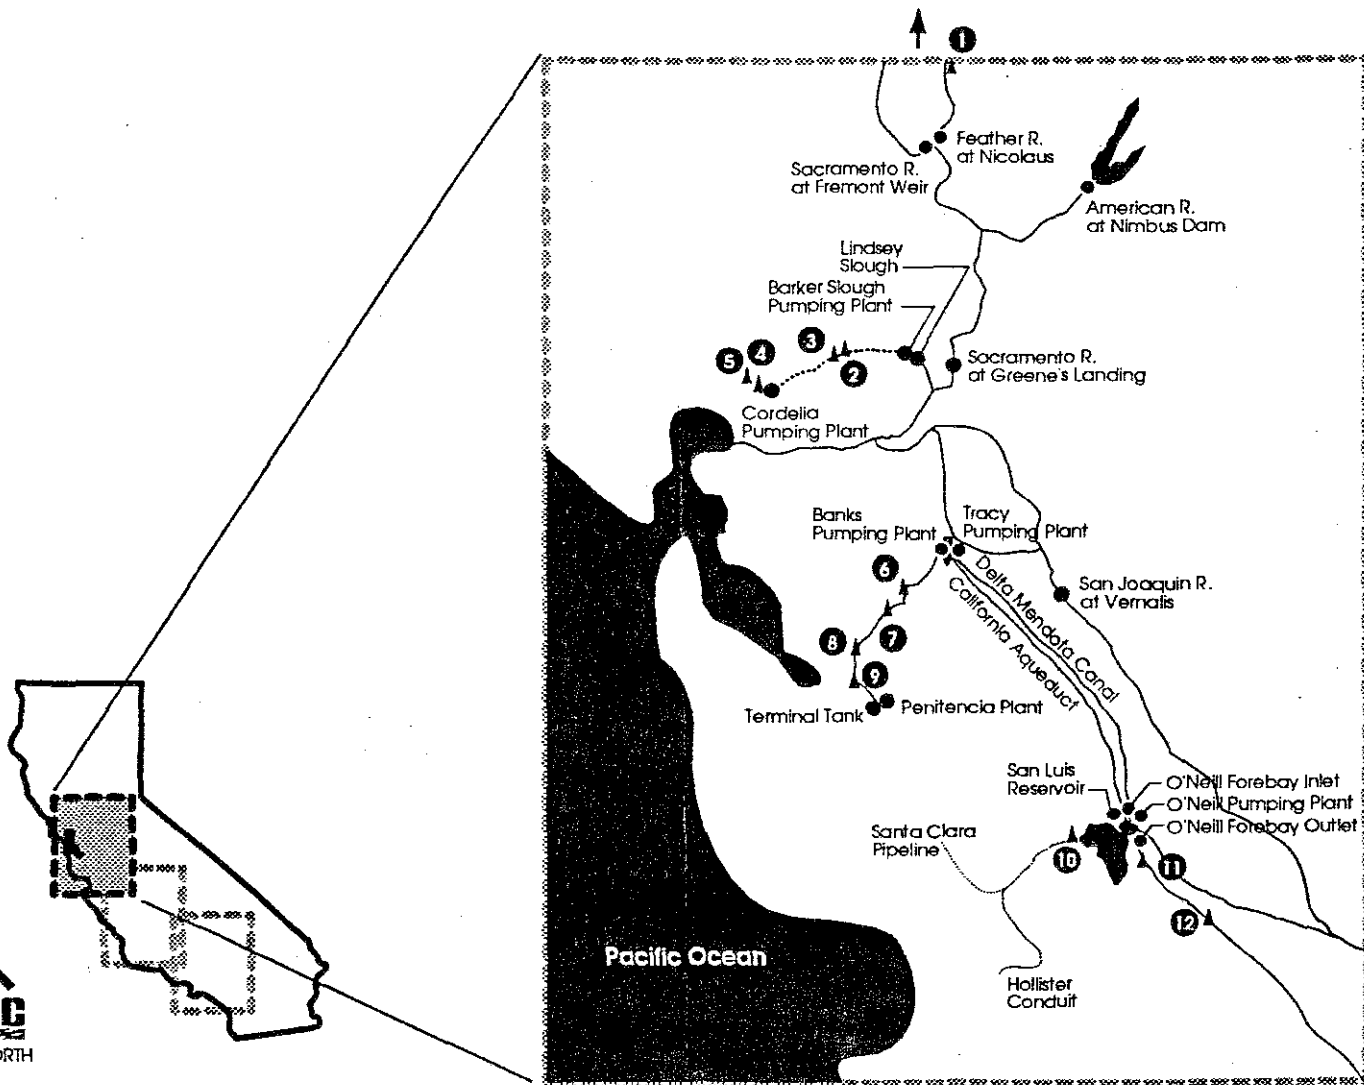 1
Feather R.
at Nicolaus
Sacramento R.
at Fremont Weir
American R.
at Nimbus Dam
Lindsey
Slough
Barker Slough
Pumping Plant
5
4
3
2
Sacramento R.
at Greene's Landing
Cordelia
Pumping Plant
Banks
Pumping Plant
Tracy
Pumping Plant
6
Delta Mendota Canal
California Aqueduct
San Joaquin R.
at Vernalis
8
7
9
Terminal Tank
Penitencia Plant
San Luis
Reservoir
O'Neill Forebay Inlet
O'Neill Pumping Plant
O'Neill Forebay Outlet
Santa Clara
Pipeline
10
11
12
Pacific Ocean
Hollister
Conduit